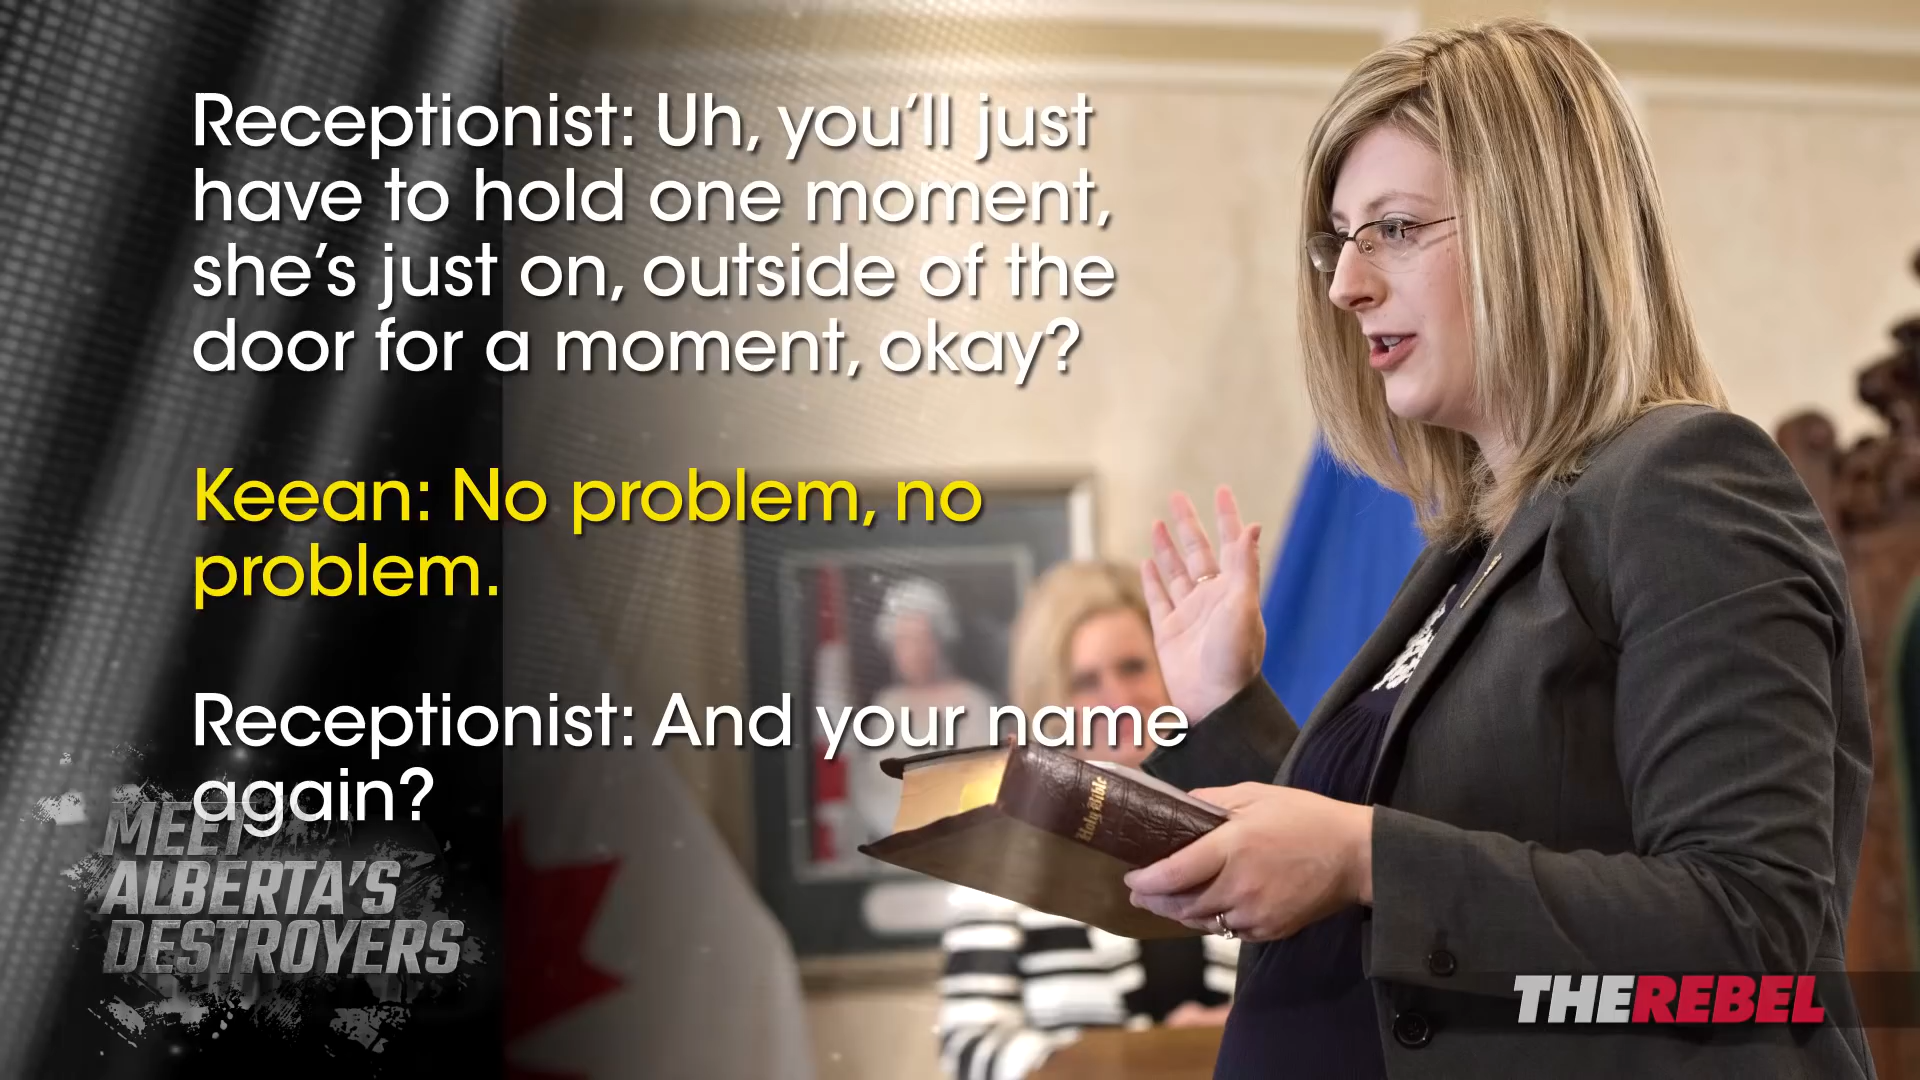 Receptionist: Uh, you'll just
have to hold one moment,
she's just on, outside of the
door for a moment, okay?
Keean: No problem, no
problem.
Receptionist: And your name
again?
MEET
ALBERTA'S
DESTROYERS
Holy Bible
THEREBEL